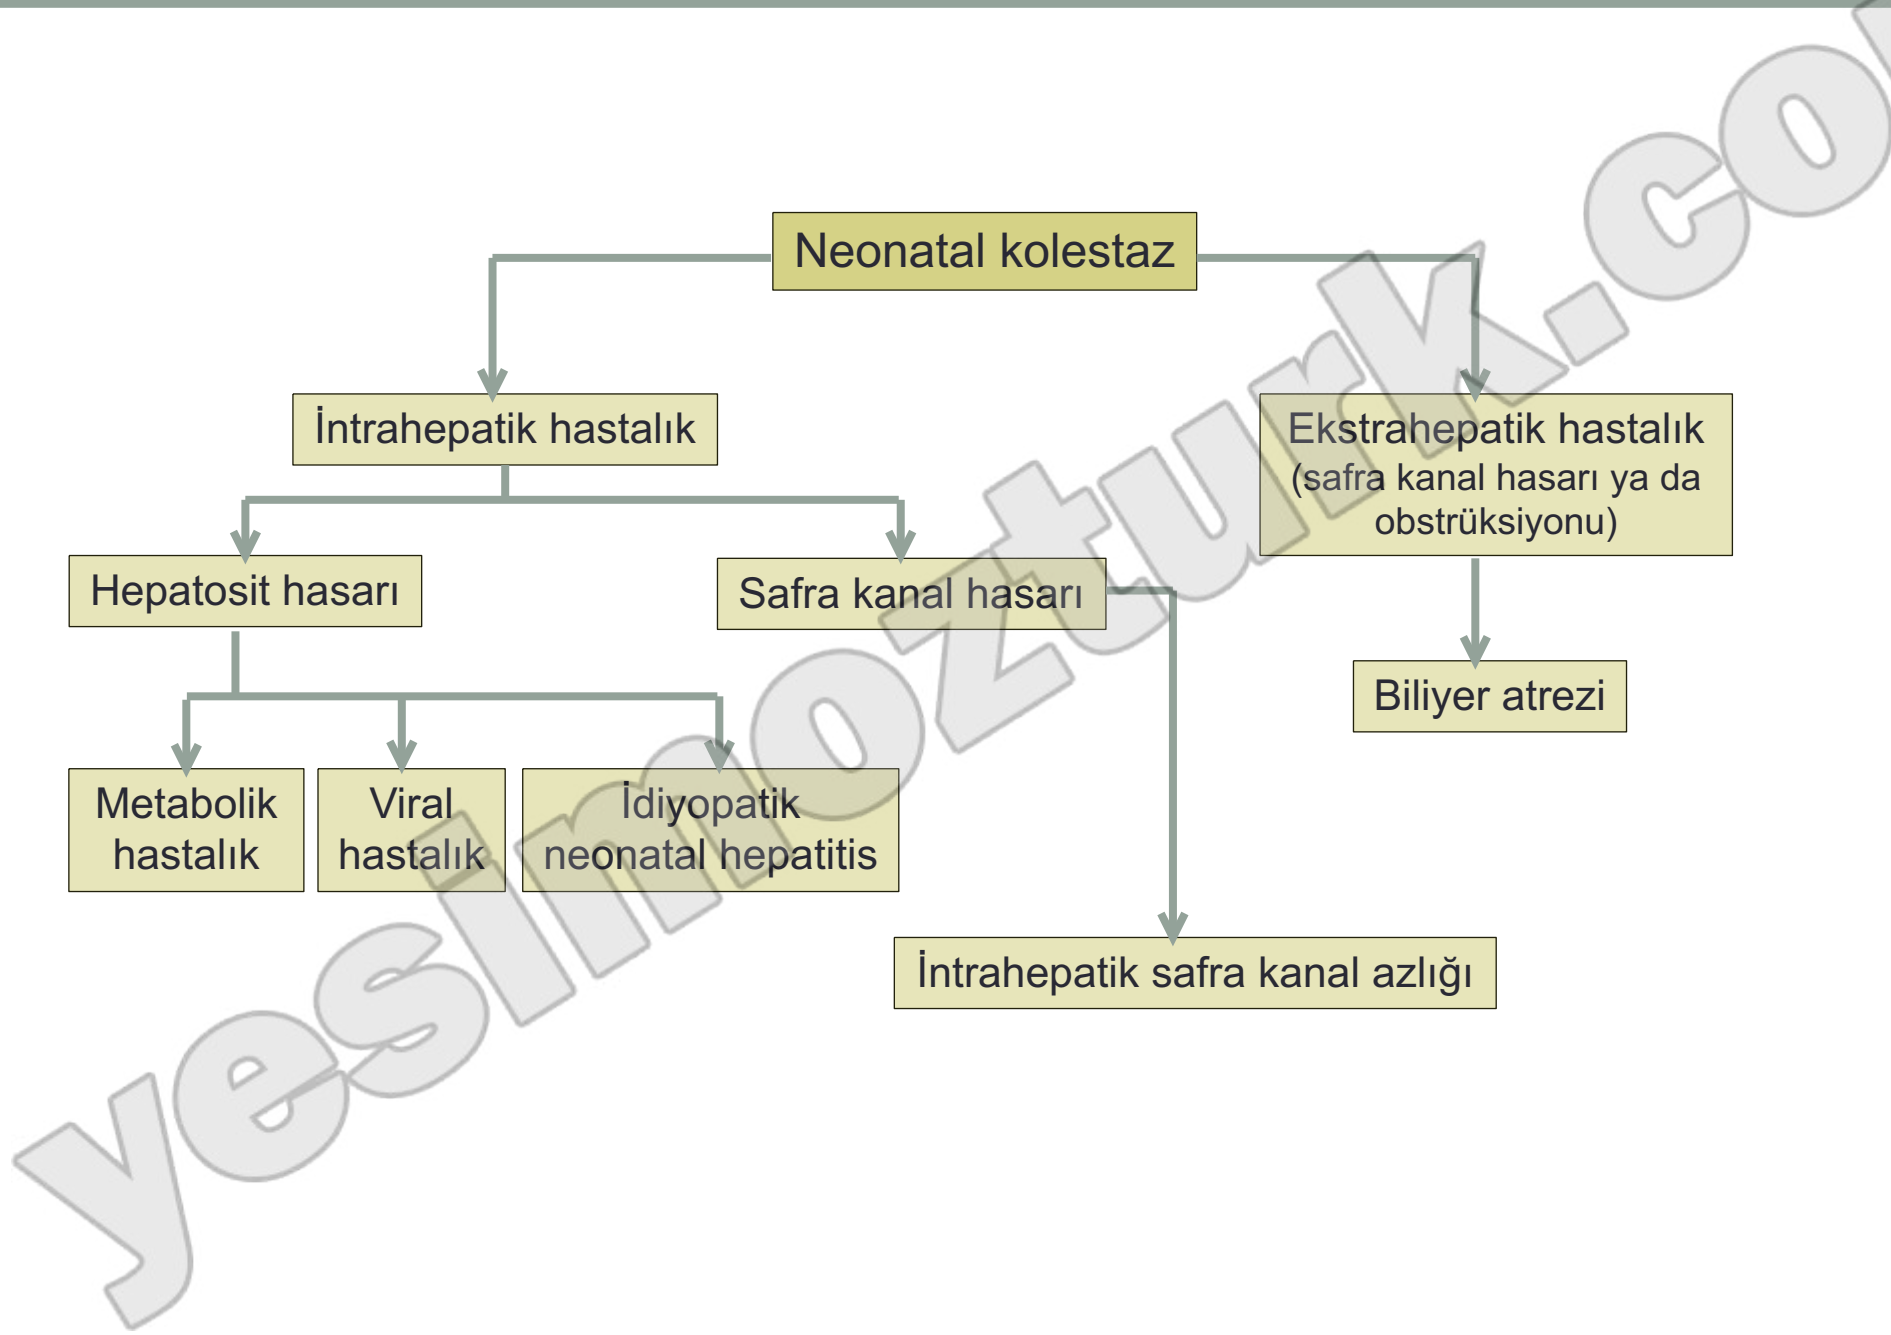 Neonatal kolestaz
İntrahepatik hastalık
Ekstrahepatik hastalık
(safra kanal hasarı ya da
obstrüksiyonu)
Hepatosit hasarı
Safra kanal hasarı
Biliyer atrezi
Metabolik
hastalık
Viral
hastalık
İdiyopatik
neonatal hepatitis
İntrahepatik safra kanal azlığı
yesimozturk.co